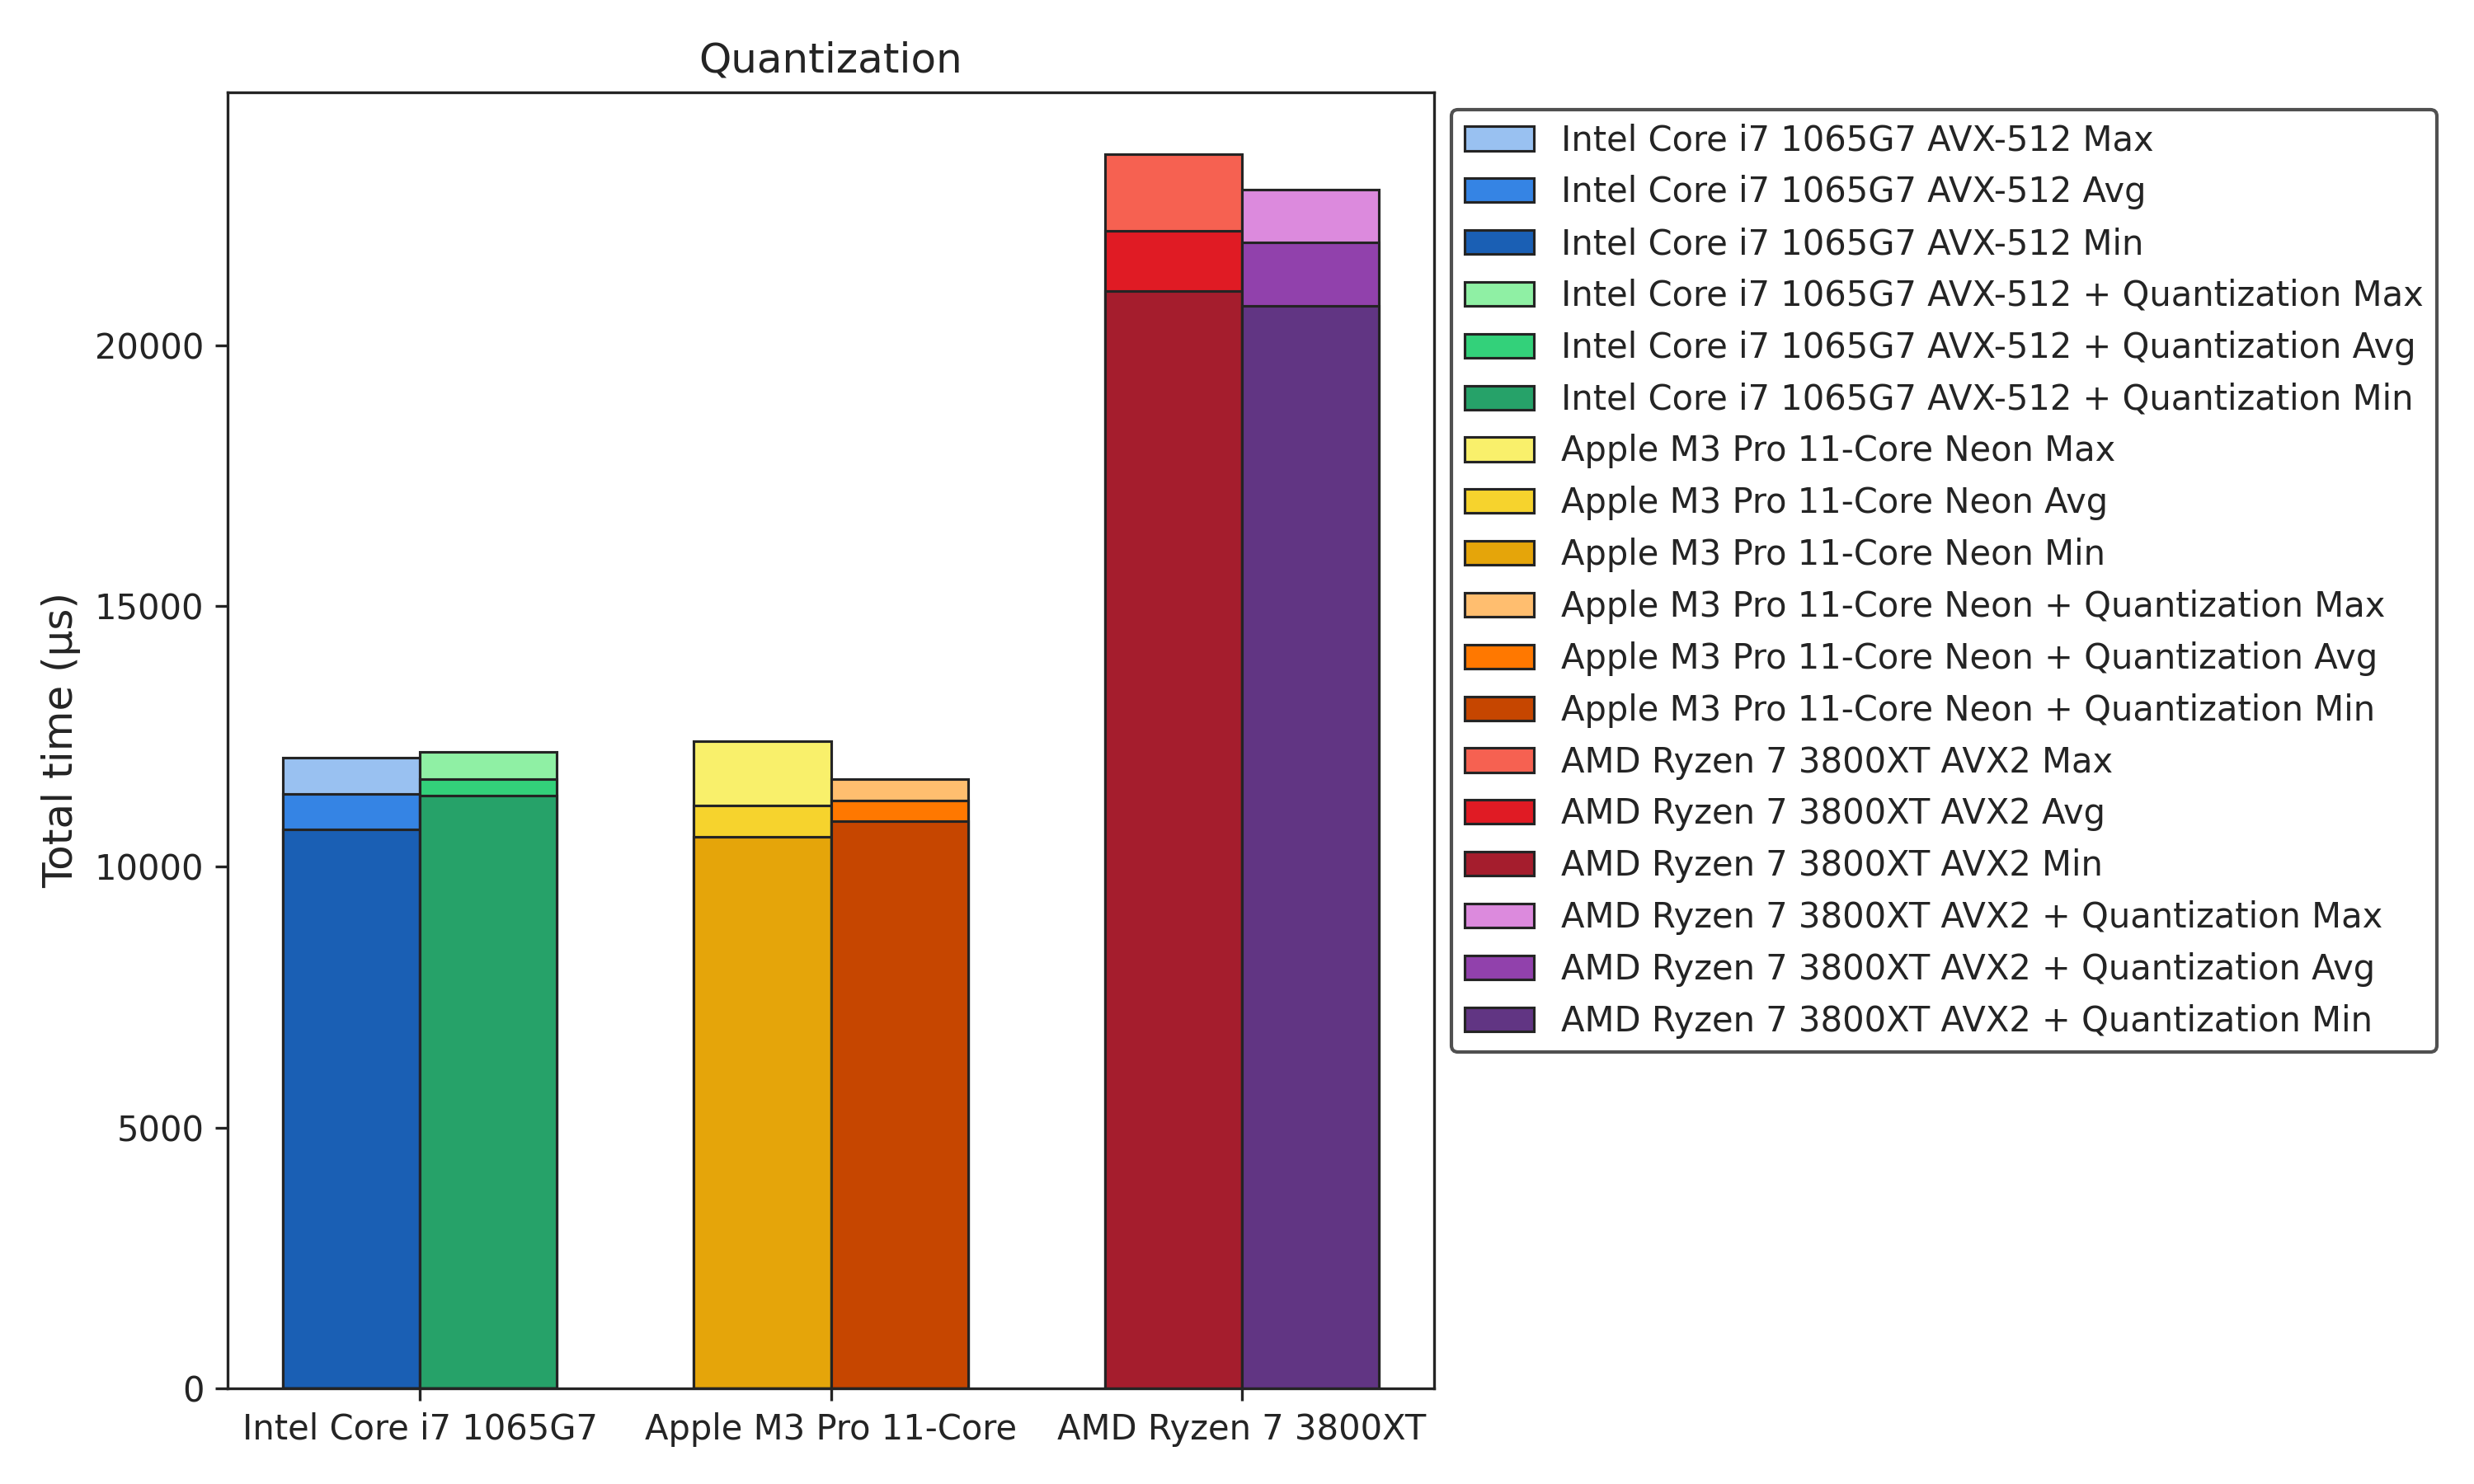 Quantization
Total time (µs)
20000
15000
10000
5000
0
Intel Core i7 1065G7
Apple M3 Pro 11-Core
AMD Ryzen 7 3800XT
Intel Core i7 1065G7 AVX-512 Max
Intel Core i7 1065G7 AVX-512 Avg
Intel Core i7 1065G7 AVX-512 Min
Intel Core i7 1065G7 AVX-512 + Quantization Max
Intel Core i7 1065G7 AVX-512 + Quantization Avg
Intel Core i7 1065G7 AVX-512 + Quantization Min
Apple M3 Pro 11-Core Neon Max
Apple M3 Pro 11-Core Neon Avg
Apple M3 Pro 11-Core Neon Min
Apple M3 Pro 11-Core Neon + Quantization Max
Apple M3 Pro 11-Core Neon + Quantization Avg
Apple M3 Pro 11-Core Neon + Quantization Min
AMD Ryzen 7 3800XT AVX2 Max
AMD Ryzen 7 3800XT AVX2 Avg
AMD Ryzen 7 3800XT AVX2 Min
AMD Ryzen 7 3800XT AVX2 + Quantization Max
AMD Ryzen 7 3800XT AVX2 + Quantization Avg
AMD Ryzen 7 3800XT AVX2 + Quantization Min